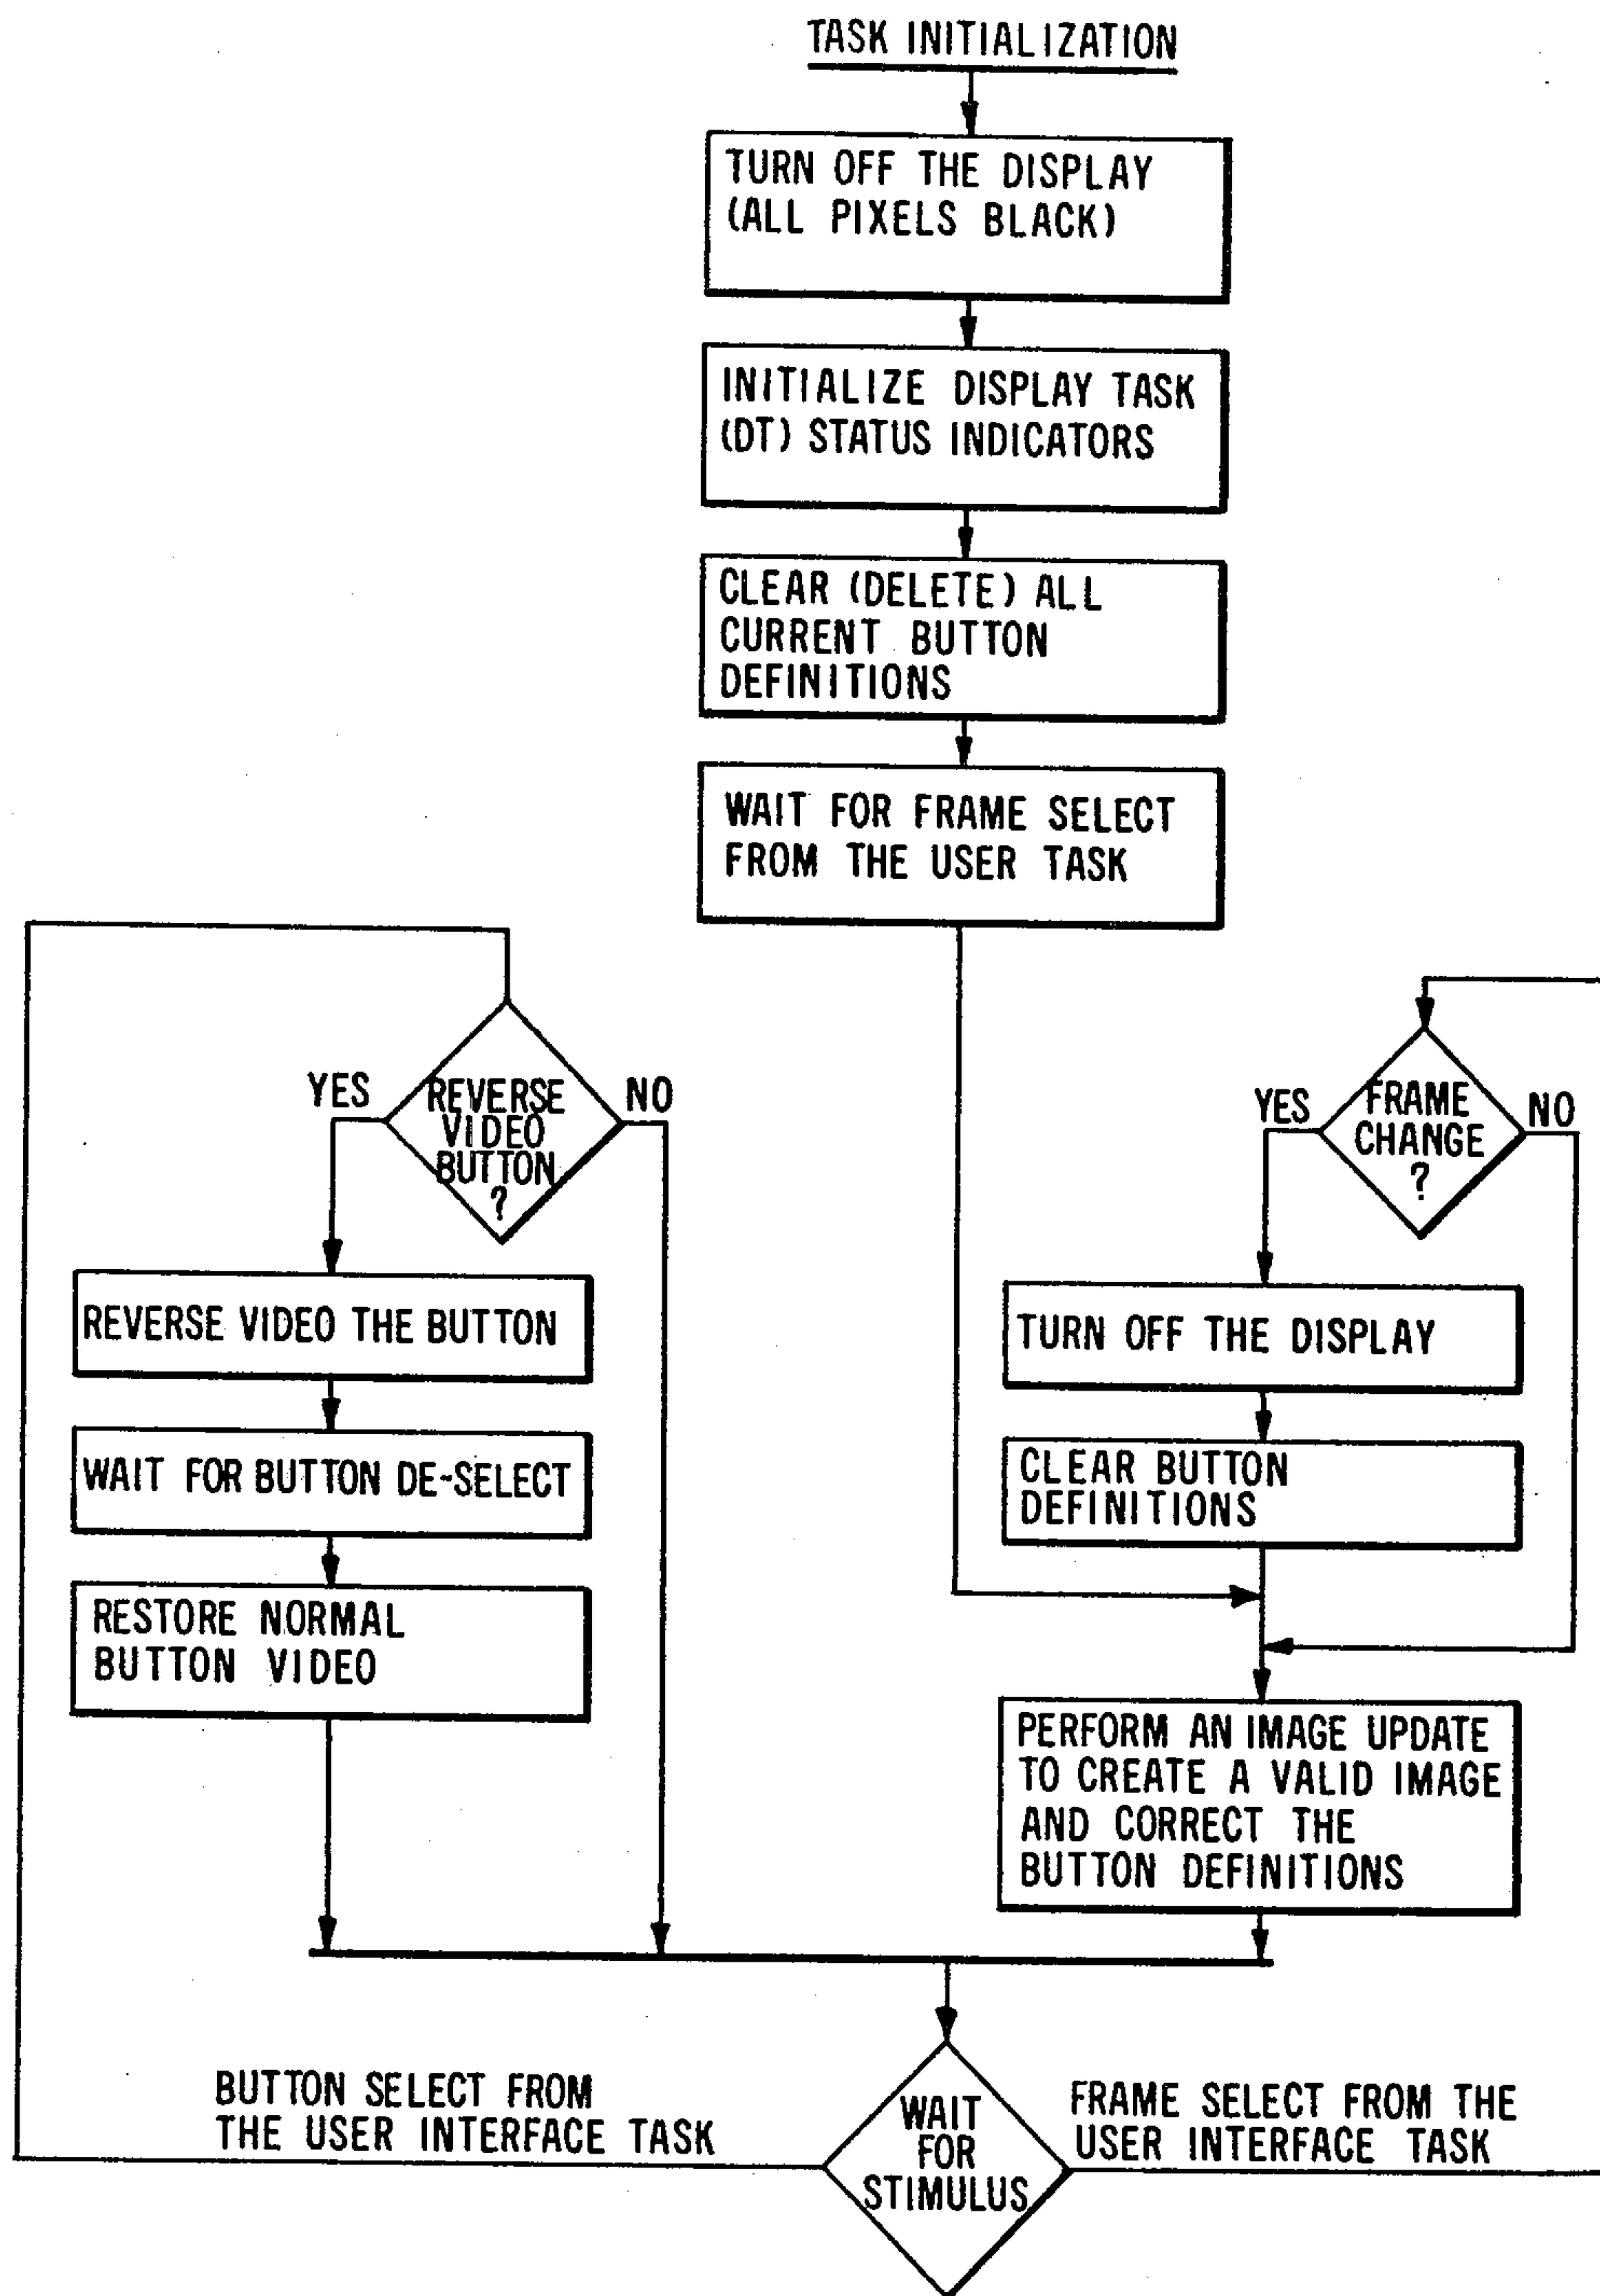 TASK INITIALIZATION
TURN OFF THE DISPLAY
(ALL PIXELS BLACK)
INITIALIZE DISPLAY TASK
(DT) STATUS INDICATORS
CLEAR (DELETE) ALL
CURRENT BUTTON
DEFINITIONS
WAIT FOR FRAME SELECT
FROM THE USER TASK
YES
REVERSE
VIDEO
BUTTON
?
NO
REVERSE VIDEO THE BUTTON
WAIT FOR BUTTON DE-SELECT
RESTORE NORMAL
BUTTON VIDEO
YES
FRAME
CHANGE
?
NO
TURN OFF THE DISPLAY
CLEAR BUTTON
DEFINITIONS
PERFORM AN IMAGE UPDATE
TO CREATE A VALID IMAGE
AND CORRECT THE
BUTTON DEFINITIONS
BUTTON SELECT FROM
THE USER INTERFACE TASK
WAIT
FOR
STIMULUS
FRAME SELECT FROM THE
USER INTERFACE TASK